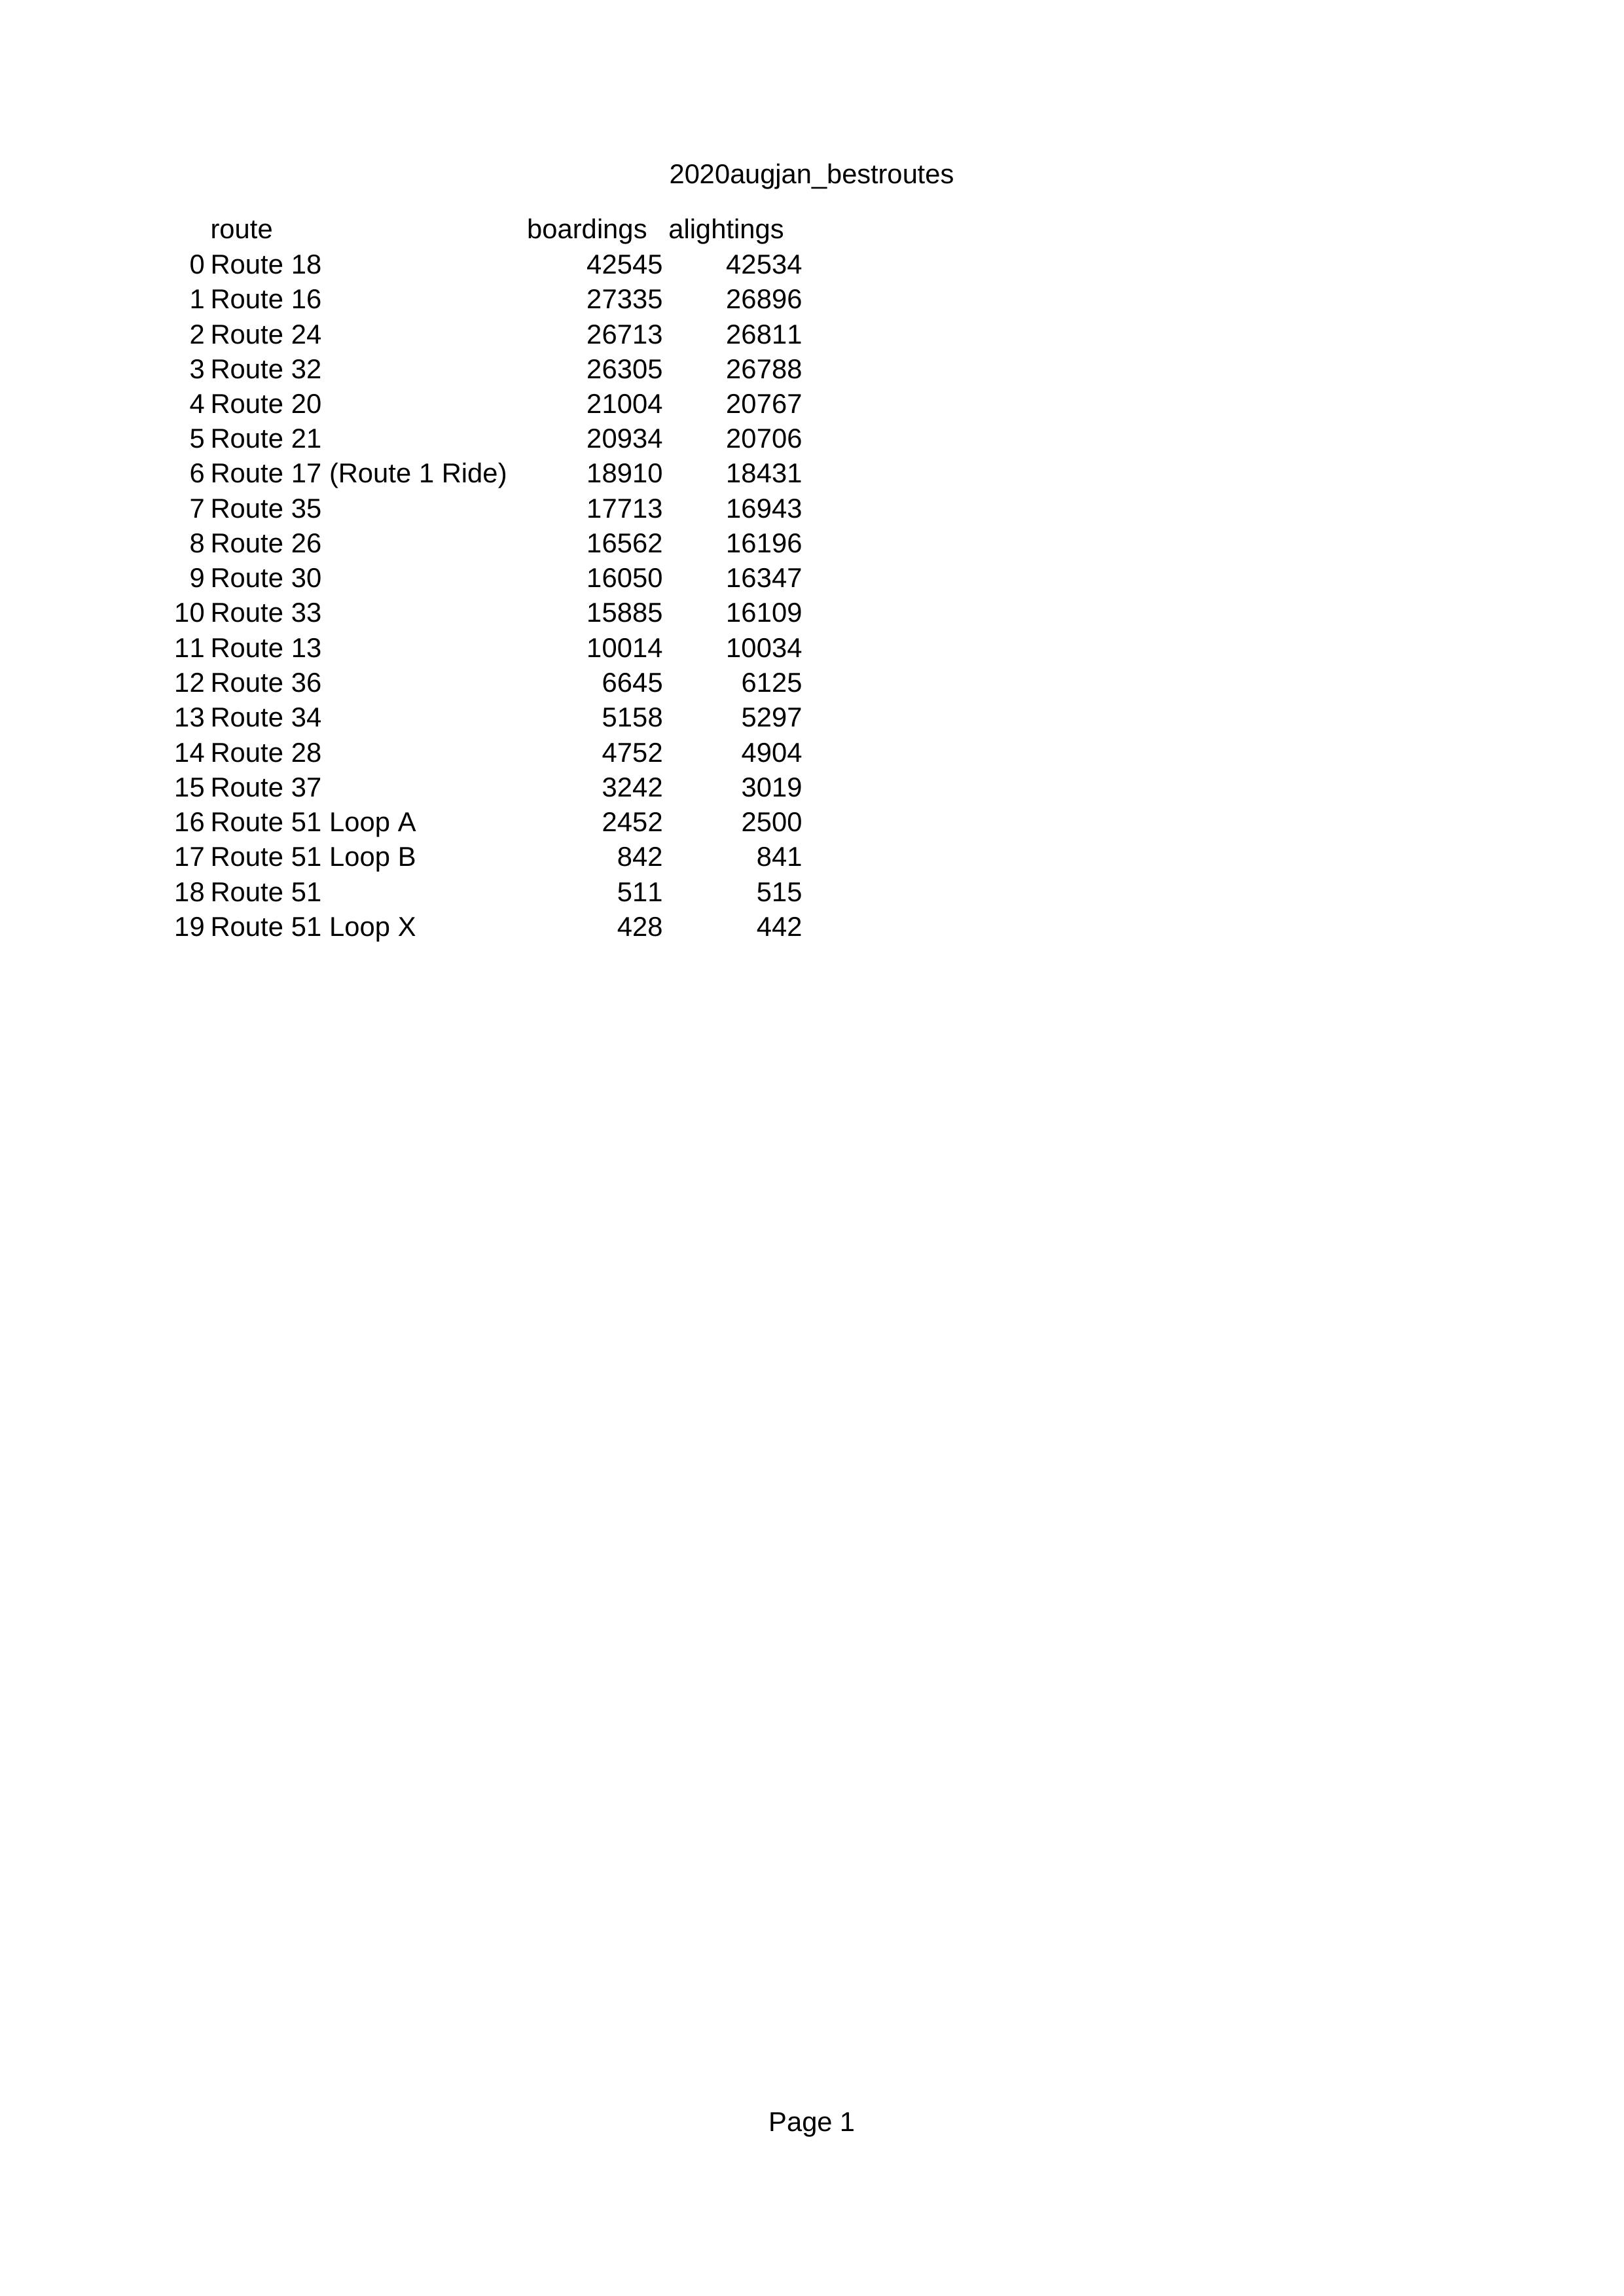 2020augjan_bestroutes
route boardings alightings
0 Route 18 42545 42534
1 Route 16 27335 26896
2 Route 24 26713 26811
3 Route 32 26305 26788
4 Route 20 21004 20767
5 Route 21 20934 20706
6 Route 17 (Route 1 Ride) 18910 18431
7 Route 35 17713 16943
8 Route 26 16562 16196
9 Route 30 16050 16347
10 Route 33 15885 16109
11 Route 13 10014 10034
12 Route 36 6645 6125
13 Route 34 5158 5297
14 Route 28 4752 4904
15 Route 37 3242 3019
16 Route 51 Loop A 2452 2500
17 Route 51 Loop B 842 841
18 Route 51 511 515
19 Route 51 Loop X 428 442
Page 1